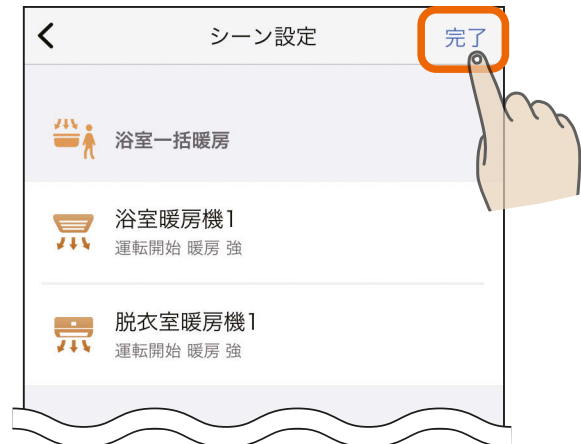 シーン設定
完了
浴室一括暖房
浴室暖房機1
運転開始 暖房 強
脱衣室暖房機1
運転開始 暖房 強